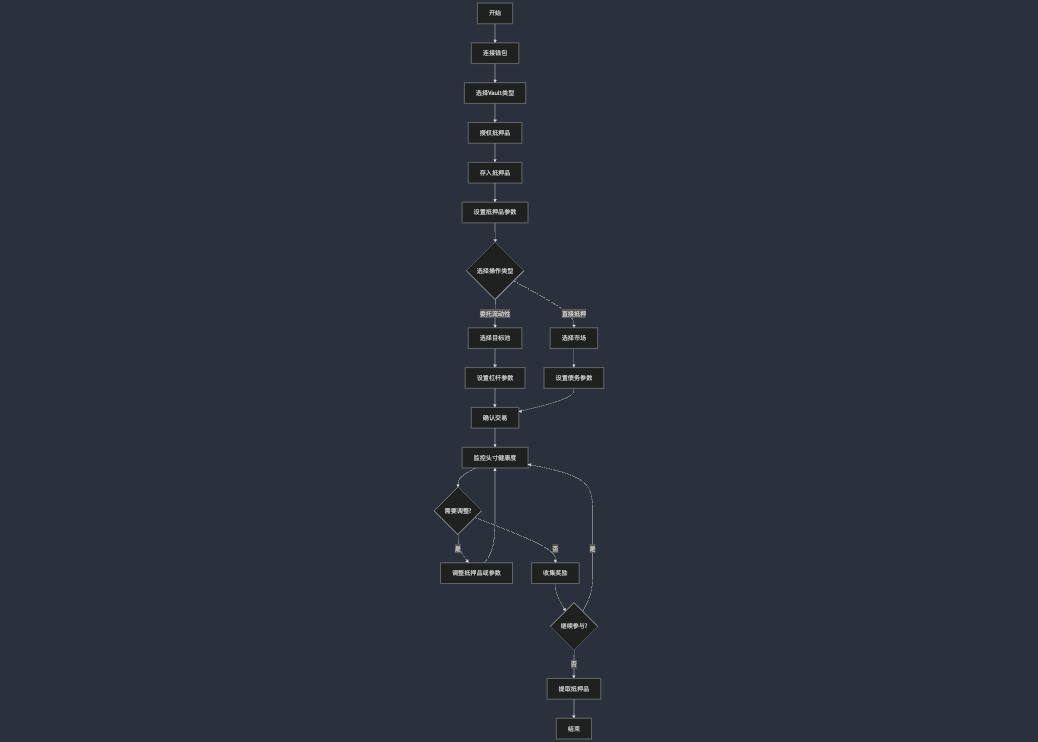 开始
连接钱包
选择Vault类型
授权抵押品
存入抵押品
设置抵押品参数
选择操作类型
委托流动性
直接抵押
选择目标池
选择市场
设置杠杆参数
设置债务参数
确认交易
监控头寸健康度
需要调整?
是
否
是
调整抵押品或参数
收集奖励
继续参与?
否
提取抵押品
结束